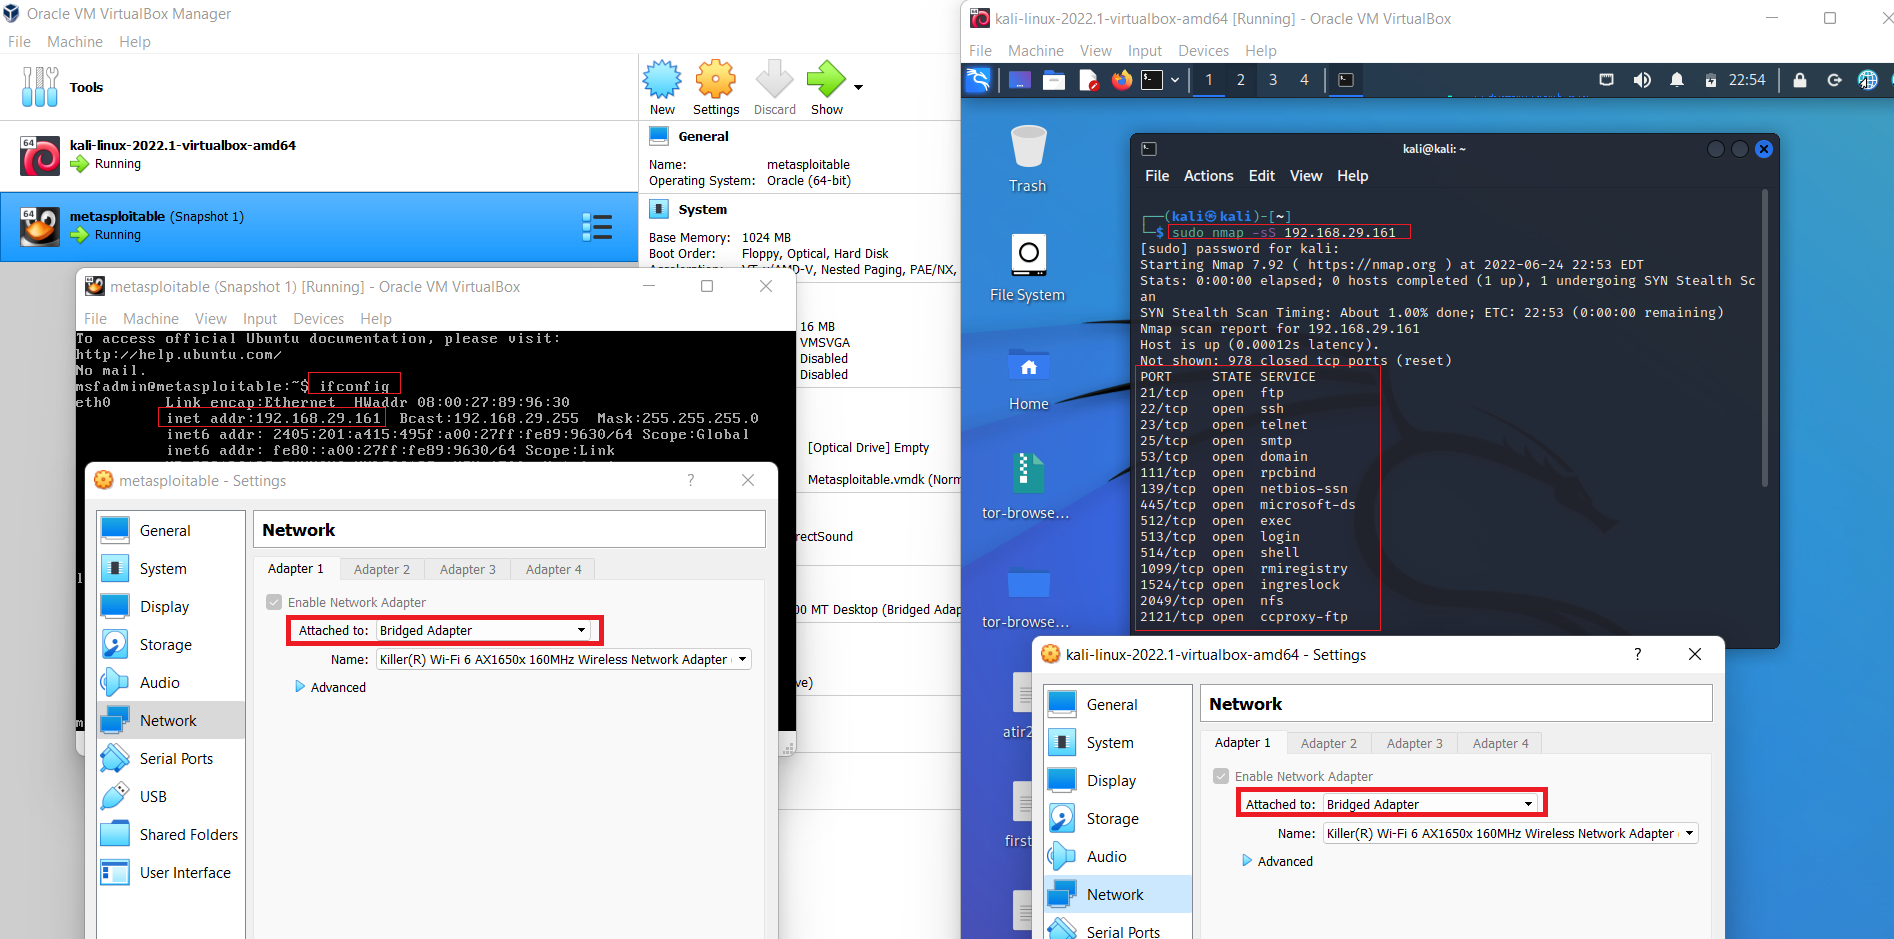 Oracle VM VirtualBox Manager
File Machine Help
Tools
64
kali-linux-2022.1-virtualbox-amd64
Running
64
metasploitable (Snapshot 1)
Running
New Settings Discard Show
General
Name: metasploitable
Operating System: Oracle (64-bit)
System
Base Memory: 1024 MB
Boot Order: Floppy, Optical, Hard Disk
VT-x/AMD-V, Nested Paging, PAE/NX,
16 MB
VMSVGA
Disabled
Disabled
[Optical Drive] Empty
Metasploitable.vmdk (Norm
rectSound
00 MT Desktop (Bridged Adap
ve)
metasploitable (Snapshot 1) [Running] - Oracle VM VirtualBox
File Machine View Input Devices Help
To access official Ubuntu documentation, please visit:
http://help.ubuntu.com/
No mail.
msfadmin@metasploitable:~$ ifconfig
eth0 Link encap:Ethernet HWaddr 08:00:27:89:96:30
inet addr:192.168.29.161 Bcast:192.168.29.255 Mask:255.255.255.0
inet6 addr: 2405:201:a415:495f:a00:27ff:fe89:9630/64 Scope:Global
inet6 addr: fe80::a00:27ff:fe89:9630/64 Scope:Link
l
m
metasploitable - Settings
?
General
System
Display
Storage
Audio
Network
Serial Ports
USB
Shared Folders
User Interface
Network
Adapter 1 Adapter 2 Adapter 3 Adapter 4
Enable Network Adapter
Attached to: Bridged Adapter
Name: Killer(R) Wi-Fi 6 AX1650x 160MHz Wireless Network Adapter
Advanced
kali-linux-2022.1-virtualbox-amd64 [Running] - Oracle VM VirtualBox
File Machine View Input Devices Help
1 2 3 4
22:54
Trash
File System
Home
tor-browse...
tor-browse...
atir2
first
kali@kali: ~
File Actions Edit View Help
(kali㉿kali)-[~]
$ sudo nmap -sS 192.168.29.161
[sudo] password for kali:
Starting Nmap 7.92 ( https://nmap.org ) at 2022-06-24 22:53 EDT
Stats: 0:00:00 elapsed; 0 hosts completed (1 up), 1 undergoing SYN Stealth Sc
an
SYN Stealth Scan Timing: About 1.00% done; ETC: 22:53 (0:00:00 remaining)
Nmap scan report for 192.168.29.161
Host is up (0.00012s latency).
Not shown: 978 closed tcp ports (reset)
PORT STATE SERVICE
21/tcp open ftp
22/tcp open ssh
23/tcp open telnet
25/tcp open smtp
53/tcp open domain
111/tcp open rpcbind
139/tcp open netbios-ssn
445/tcp open microsoft-ds
512/tcp open exec
513/tcp open login
514/tcp open shell
1099/tcp open rmiregistry
1524/tcp open ingreslock
2049/tcp open nfs
2121/tcp open ccproxy-ftp
kali-linux-2022.1-virtualbox-amd64 - Settings
?
General
System
Display
Storage
Audio
Network
Serial Ports
Network
Adapter 1 Adapter 2 Adapter 3 Adapter 4
Enable Network Adapter
Attached to: Bridged Adapter
Name: Killer(R) Wi-Fi 6 AX1650x 160MHz Wireless Network Adapter
Advanced